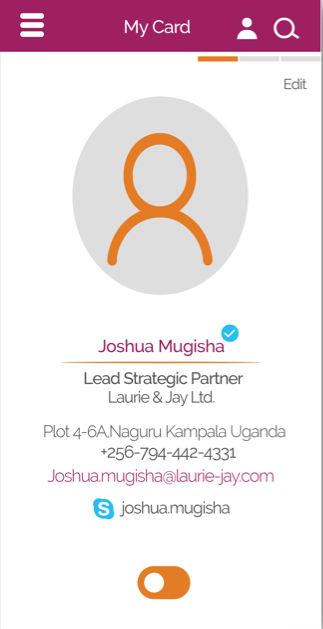 My Card
Edit
Joshua Mugisha
Lead Strategic Partner
Laurie & Jay Ltd.
Plot 4-6A,Naguru Kampala Uganda
+256-794-442-4331
Joshua.mugisha@laurie-jay.com
joshua.mugisha